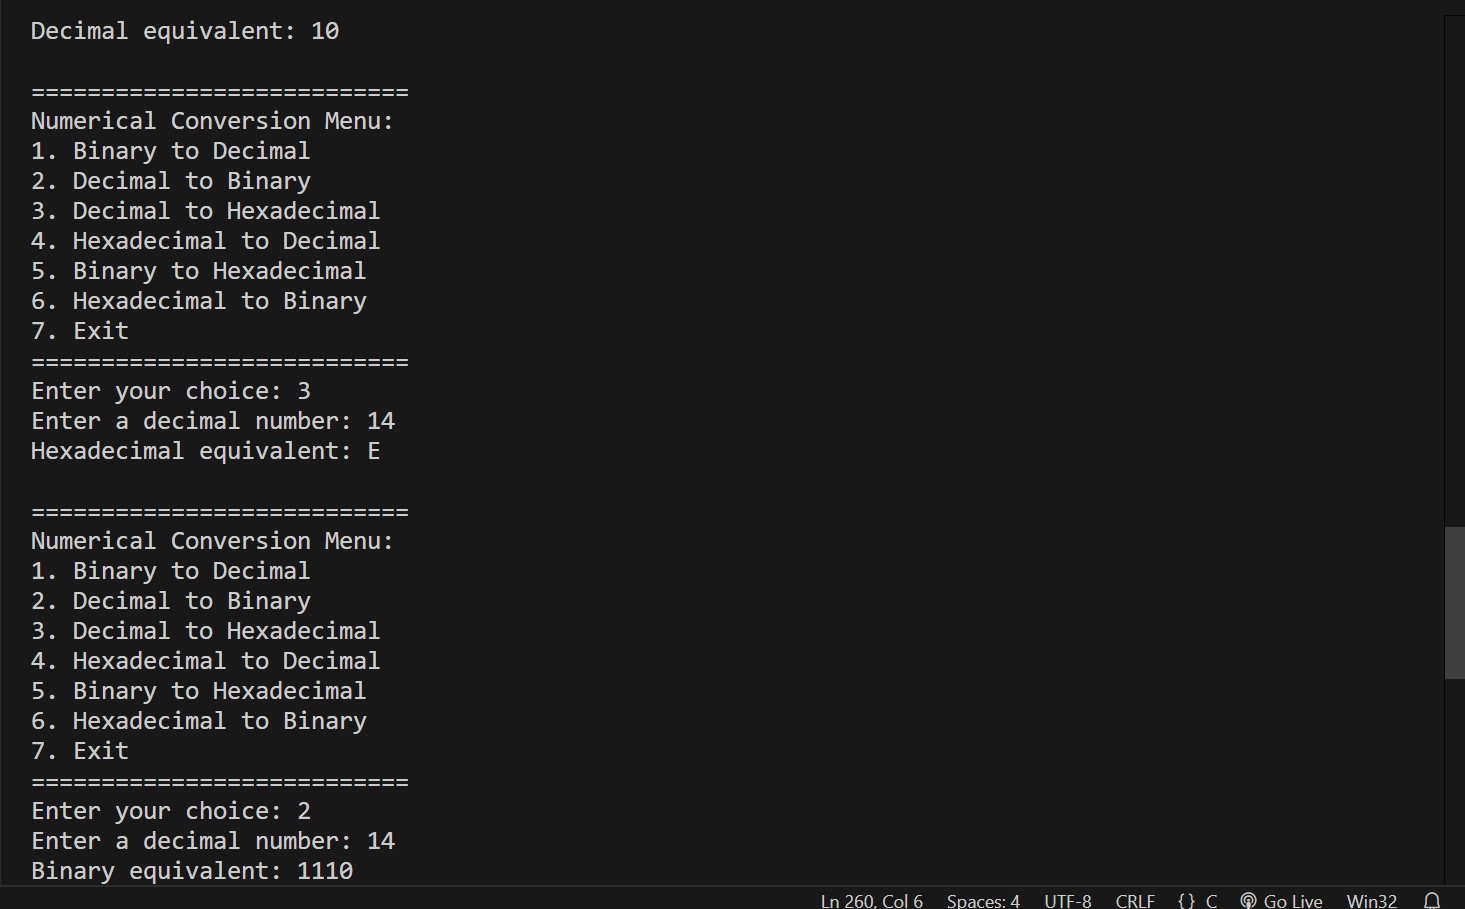 Decimal equivalent: 10
===========================
Numerical Conversion Menu:
1. Binary to Decimal
2. Decimal to Binary
3. Decimal to Hexadecimal
4. Hexadecimal to Decimal
5. Binary to Hexadecimal
6. Hexadecimal to Binary
7. Exit
===========================
Enter your choice: 3
Enter a decimal number: 14
Hexadecimal equivalent: E
===========================
Numerical Conversion Menu:
1. Binary to Decimal
2. Decimal to Binary
3. Decimal to Hexadecimal
4. Hexadecimal to Decimal
5. Binary to Hexadecimal
6. Hexadecimal to Binary
7. Exit
===========================
Enter your choice: 2
Enter a decimal number: 14
Binary equivalent: 1110
Ln 260, Col 6 Spaces: 4 UTF-8 CRLF {} C Go Live Win32